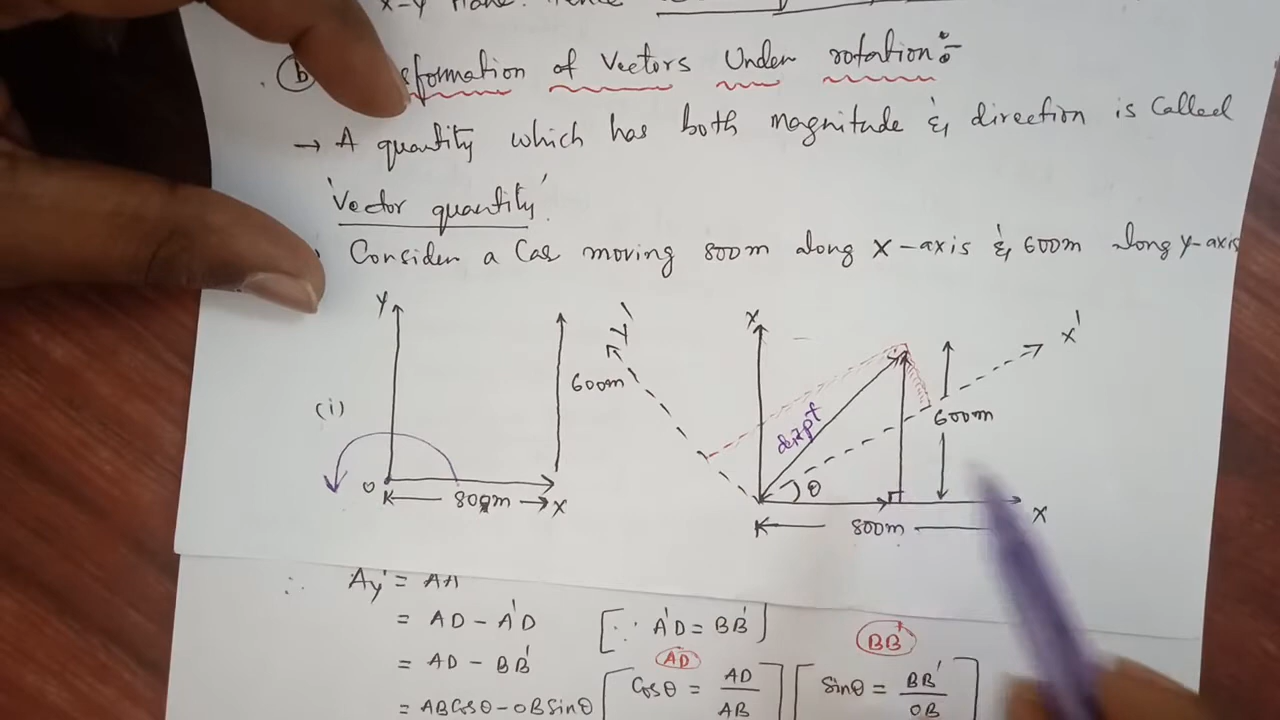 x-y
(b) sformation of Vectors Under rotation:-
→ A quantity which has both magnitude & direction is Called
'Vector quantity'.
Consider a Car moving 800m along X-axis & 600m along y-axis
(i)
Y
600m
O
800m
X
Y'
X
X'
dispt
θ
600m
800m
X
∴ Ay' =
= AD - A'D [∵ A'D = BB']
= AD - BB'
= ABCosθ - OBSinθ [Cosθ = AD/AB] [Sinθ = BB'/OB]
AD
BB'